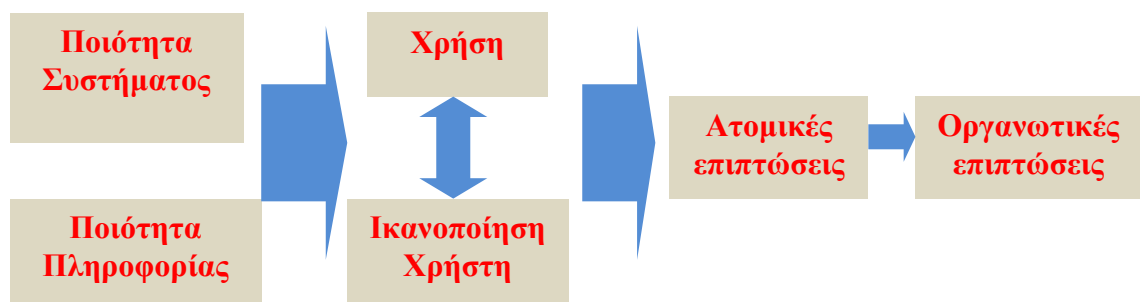 Ποιότητα
Συστήματος
Χρήση
Ποιότητα
Πληροφορίας
Ικανοποίηση
Χρήστη
Ατομικές
επιπτώσεις
Οργανωτικές
επιπτώσεις